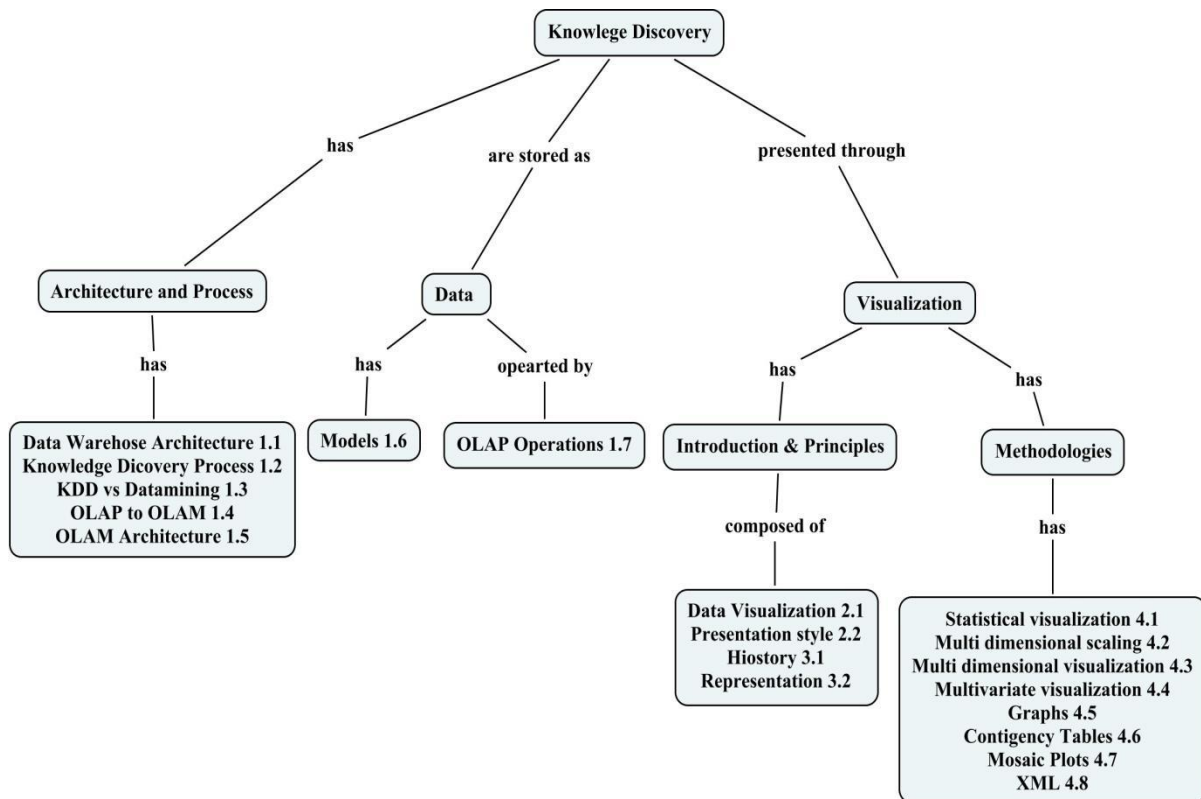 Knowlege Discovery
has
are stored as
presented through
Architecture and Process
Data
Visualization
has
has
opearted by
has
has
Data Warehose Architecture 1.1
Knowledge Dicovery Process 1.2
KDD vs Datamining 1.3
OLAP to OLAM 1.4
OLAM Architecture 1.5
Models 1.6
OLAP Operations 1.7
Introduction & Principles
Methodologies
composed of
has
Data Visualization 2.1
Presentation style 2.2
Hiostory 3.1
Representation 3.2
Statistical visualization 4.1
Multi dimensional scaling 4.2
Multi dimensional visualization 4.3
Multivariate visualization 4.4
Graphs 4.5
Contigency Tables 4.6
Mosaic Plots 4.7
XML 4.8